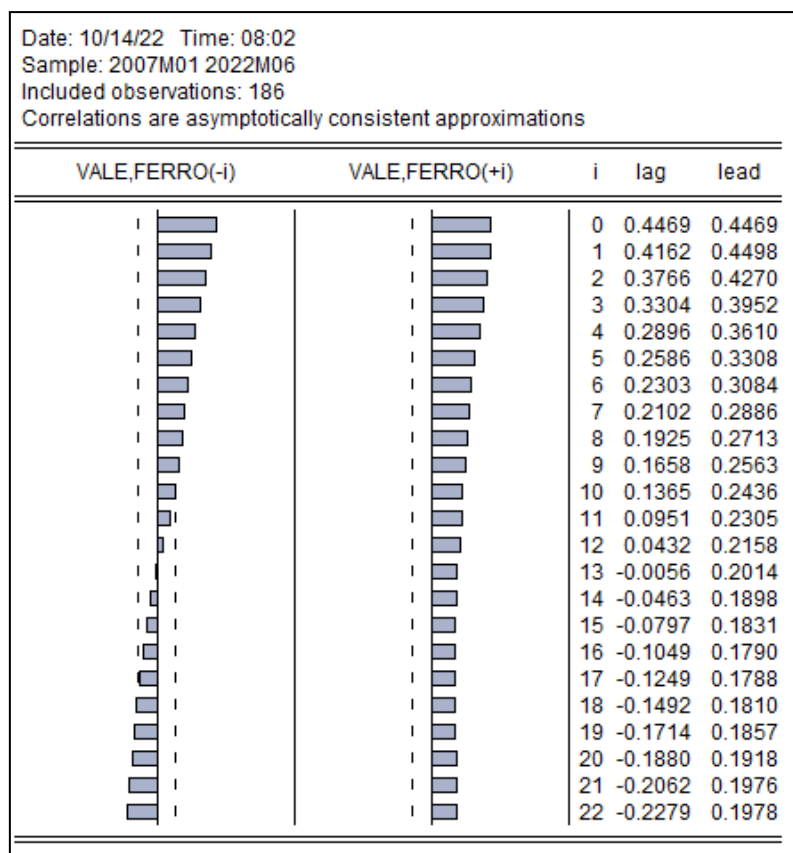 Date: 10/14/22 Time: 08:02
Sample: 2007M01 2022M06
Included observations: 186
Correlations are asymptotically consistent approximations
VALE,FERRO(-i) VALE,FERRO(+i) i lag lead
0 0.4469 0.4469
1 0.4162 0.4498
2 0.3766 0.4270
3 0.3304 0.3952
4 0.2896 0.3610
5 0.2586 0.3308
6 0.2303 0.3084
7 0.2102 0.2886
8 0.1925 0.2713
9 0.1658 0.2563
10 0.1365 0.2436
11 0.0951 0.2305
12 0.0432 0.2158
13 -0.0056 0.2014
14 -0.0463 0.1898
15 -0.0797 0.1831
16 -0.1049 0.1790
17 -0.1249 0.1788
18 -0.1492 0.1810
19 -0.1714 0.1857
20 -0.1880 0.1918
21 -0.2062 0.1976
22 -0.2279 0.1978